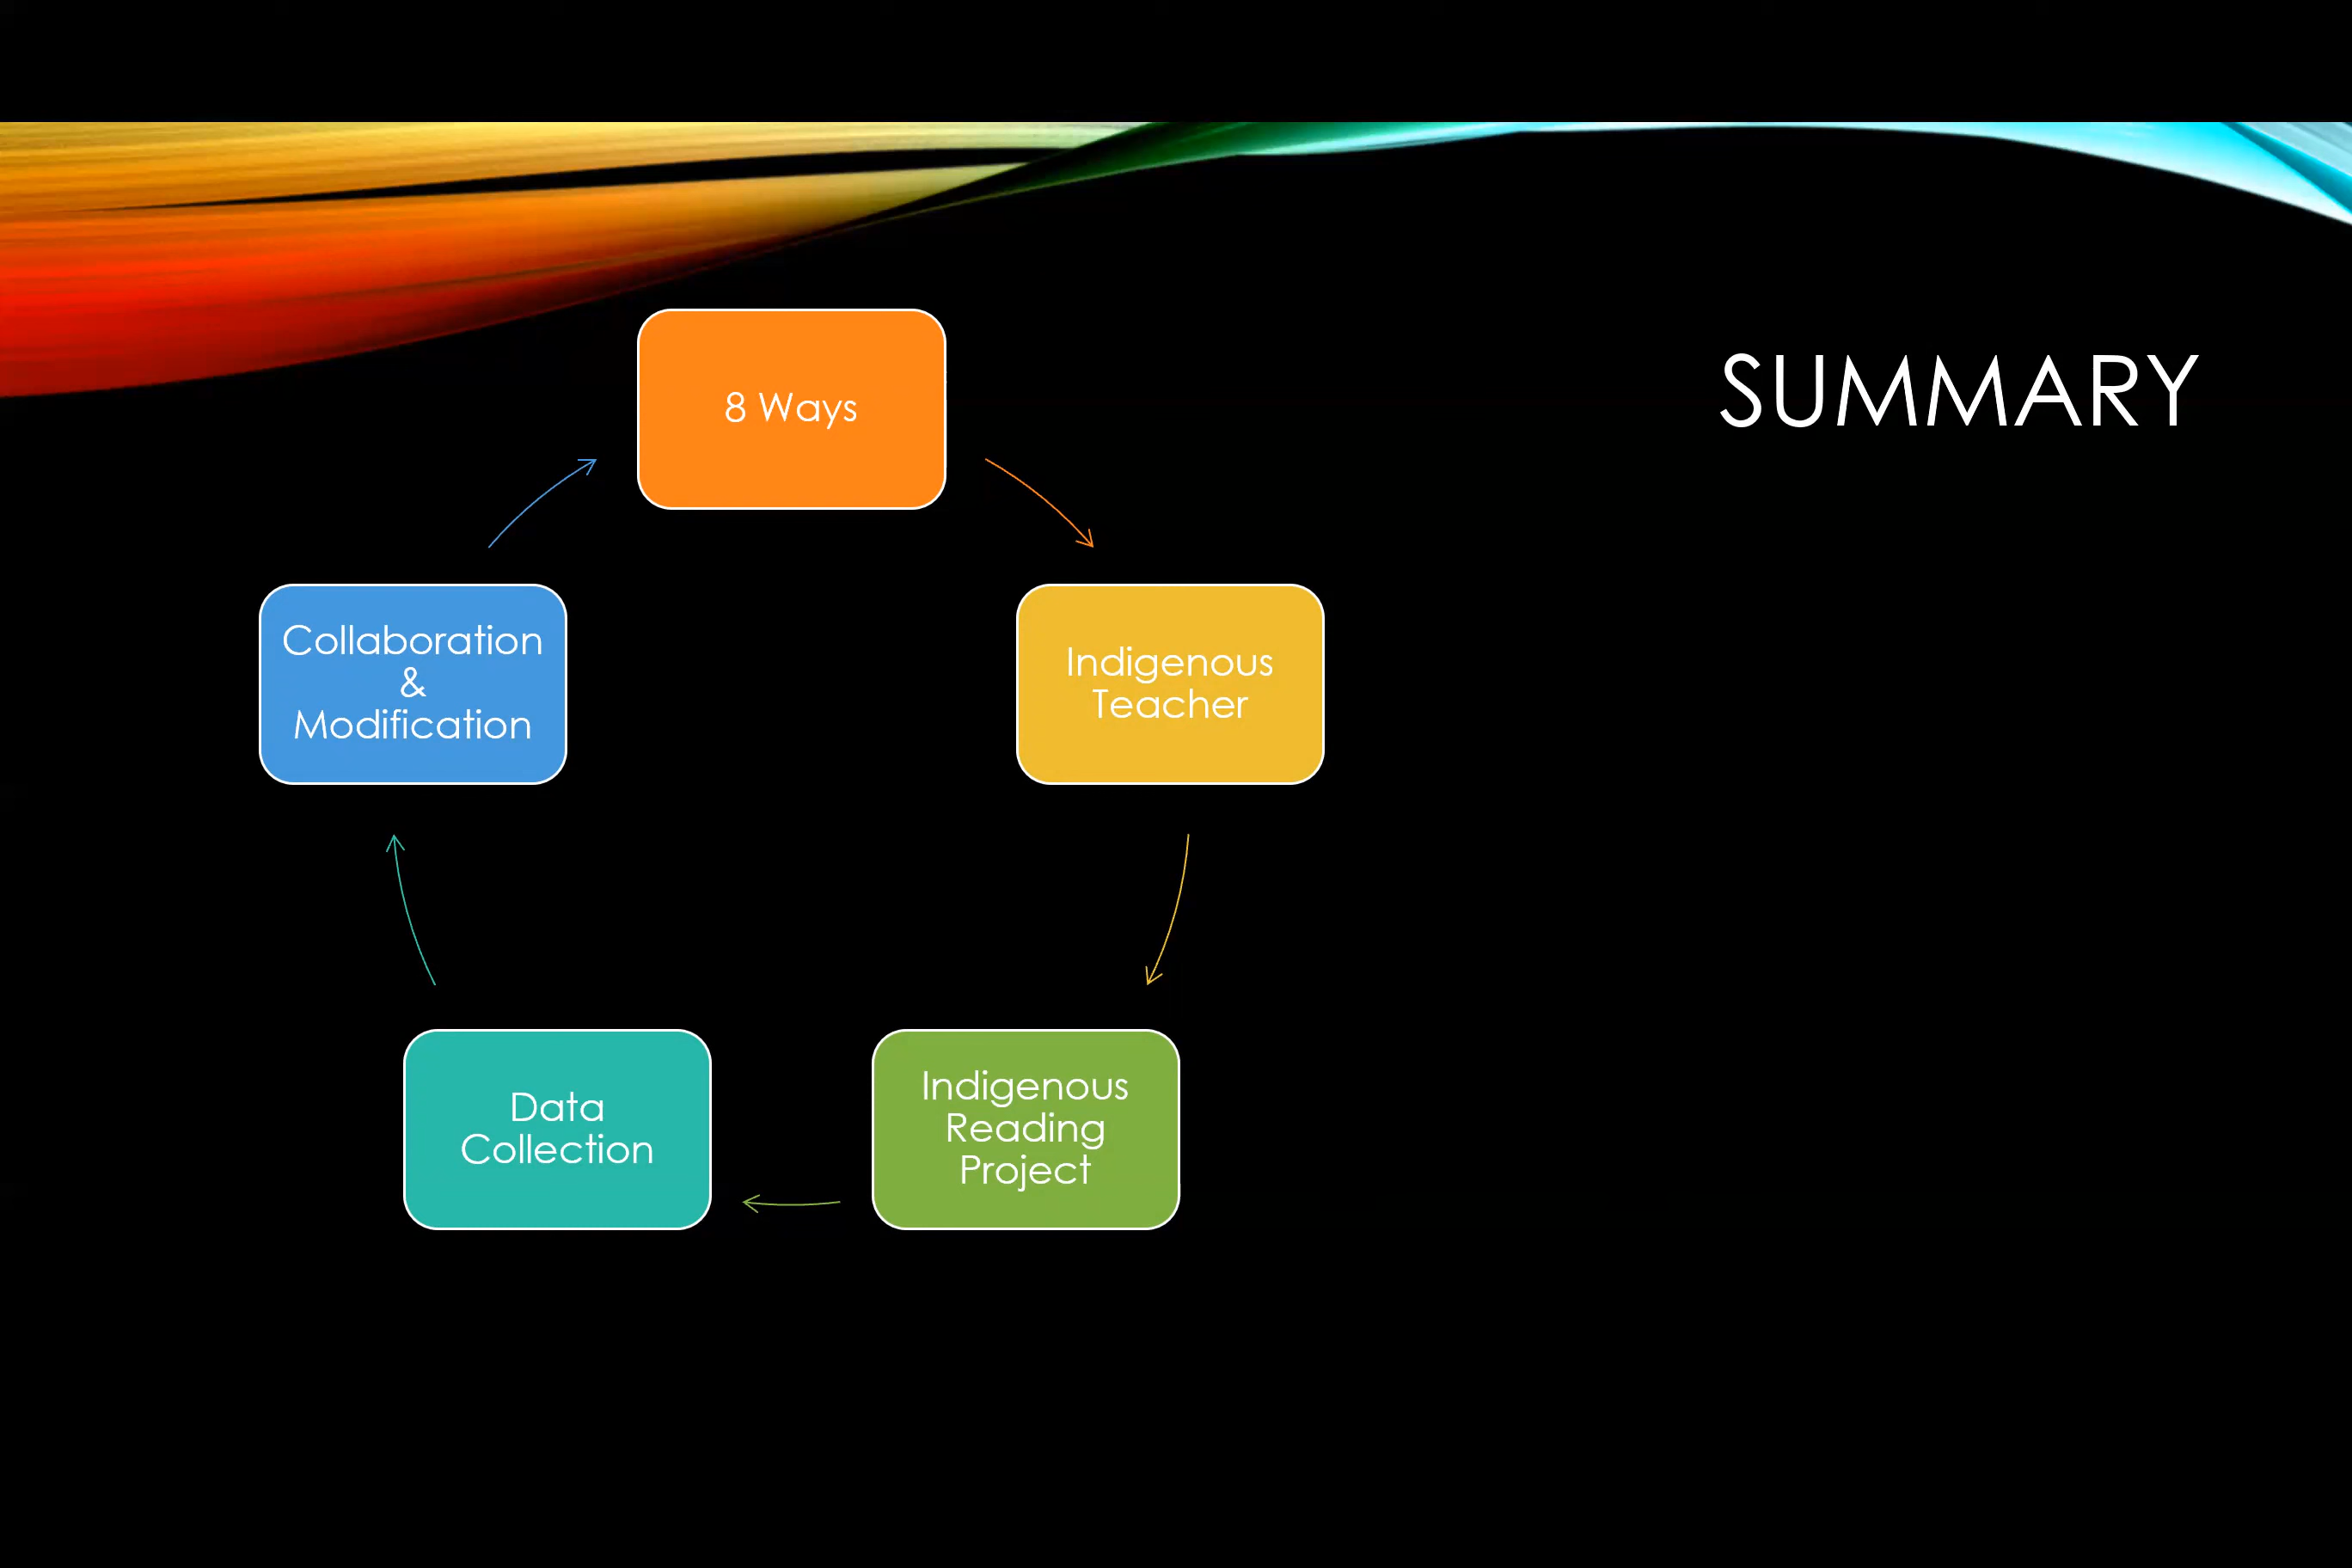 SUMMARY
8 Ways
Indigenous
Teacher
Indigenous
Reading
Project
Data
Collection
Collaboration
&
Modification